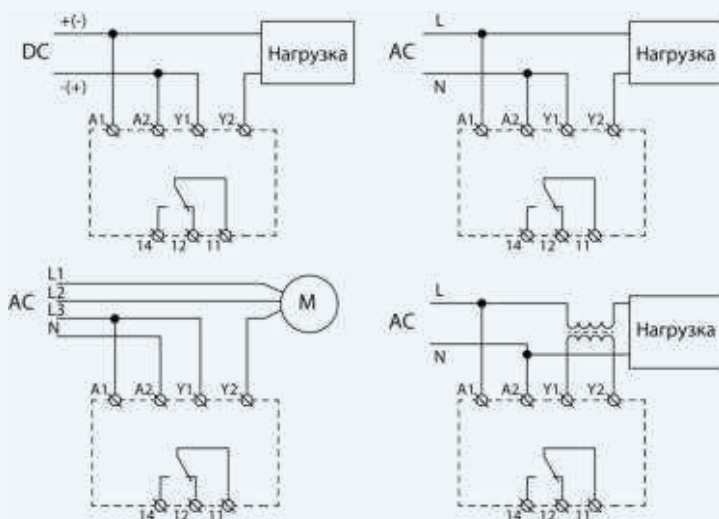 +(-)
DC
-(+)
Нагрузка
A1 A2 Y1 Y2
14 12 11
L
AC
N
Нагрузка
A1 A2 Y1 Y2
14 12 11
L1
AC
L2
L3
N
M
A1 A2 Y1 Y2
14 12 11
L
AC
N
Нагрузка
A1 A2 Y1 Y2
14 12 11